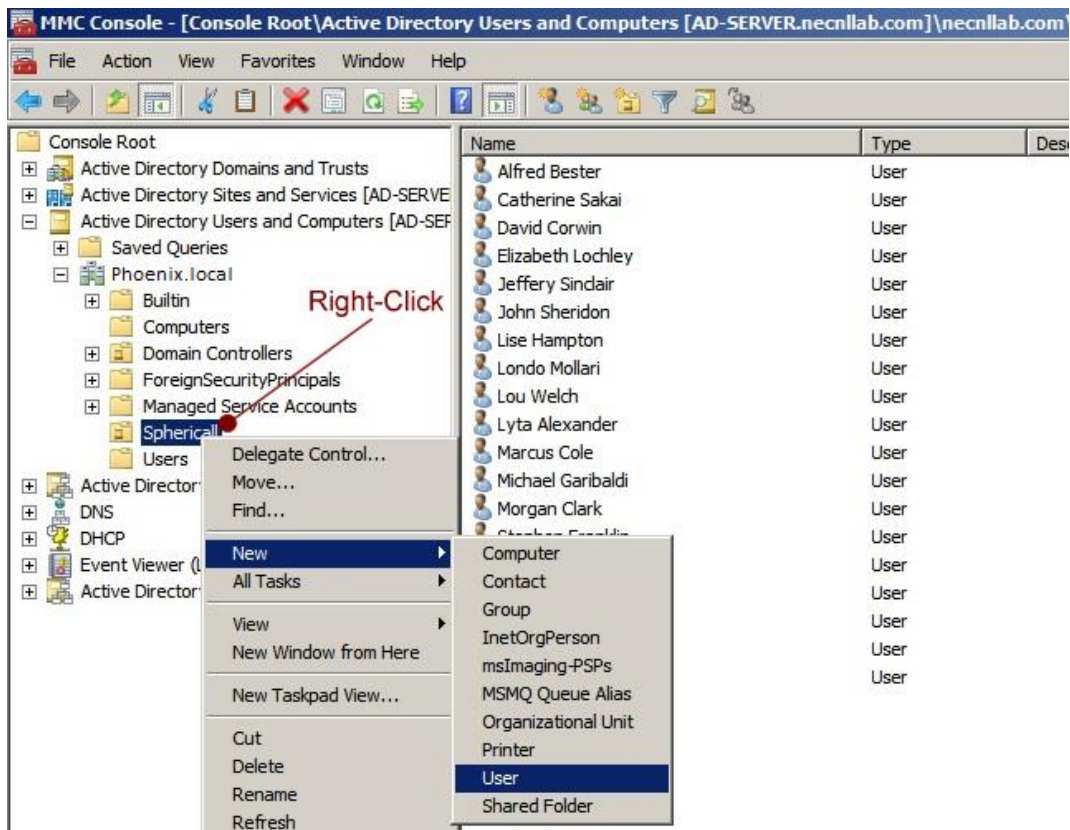 MMC Console - [Console Root\Active Directory Users and Computers [AD-SERVER.necnllab.com]\necnllab.com\
File Action View Favorites Window Help
Console Root
Active Directory Domains and Trusts
Active Directory Sites and Services [AD-SERVE
Active Directory Users and Computers [AD-SER
Saved Queries
Phoenix.local
Builtin
Computers
Domain Controllers
ForeignSecurityPrincipals
Managed Service Accounts
Sphericall
Users
Active Director
DNS
DHCP
Event Viewer (L
Active Director
Right-Click
Name Type Desc
Alfred Bester User
Catherine Sakai User
David Corwin User
Elizabeth Lochley User
Jeffery Sinclair User
John Sheridon User
Lise Hampton User
Londo Mollari User
Lou Welch User
Lyta Alexander User
Marcus Cole User
Michael Garibaldi User
Morgan Clark User
Stephen Franklin User
User
User
User
User
User
Delegate Control...
Move...
Find...
New
All Tasks
View
New Window from Here
New Taskpad View...
Cut
Delete
Rename
Refresh
Computer
Contact
Group
InetOrgPerson
msImaging-PSPs
MSMQ Queue Alias
Organizational Unit
Printer
User
Shared Folder